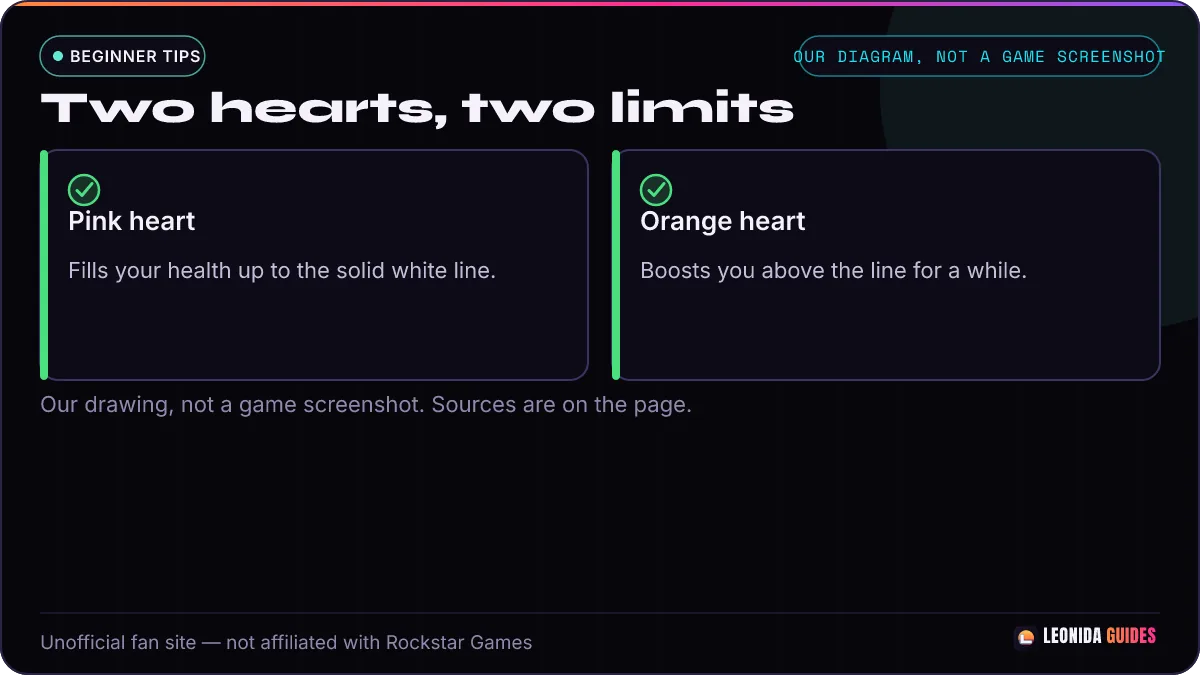 BEGINNER TIPS
OUR DIAGRAM, NOT A GAME SCREENSHOT
Two hearts, two limits
Pink heart
Fills your health up to the solid white line.
Orange heart
Boosts you above the line for a while.
Our drawing, not a game screenshot. Sources are on the page.
Unofficial fan site — not affiliated with Rockstar Games
LEONIDA GUIDES